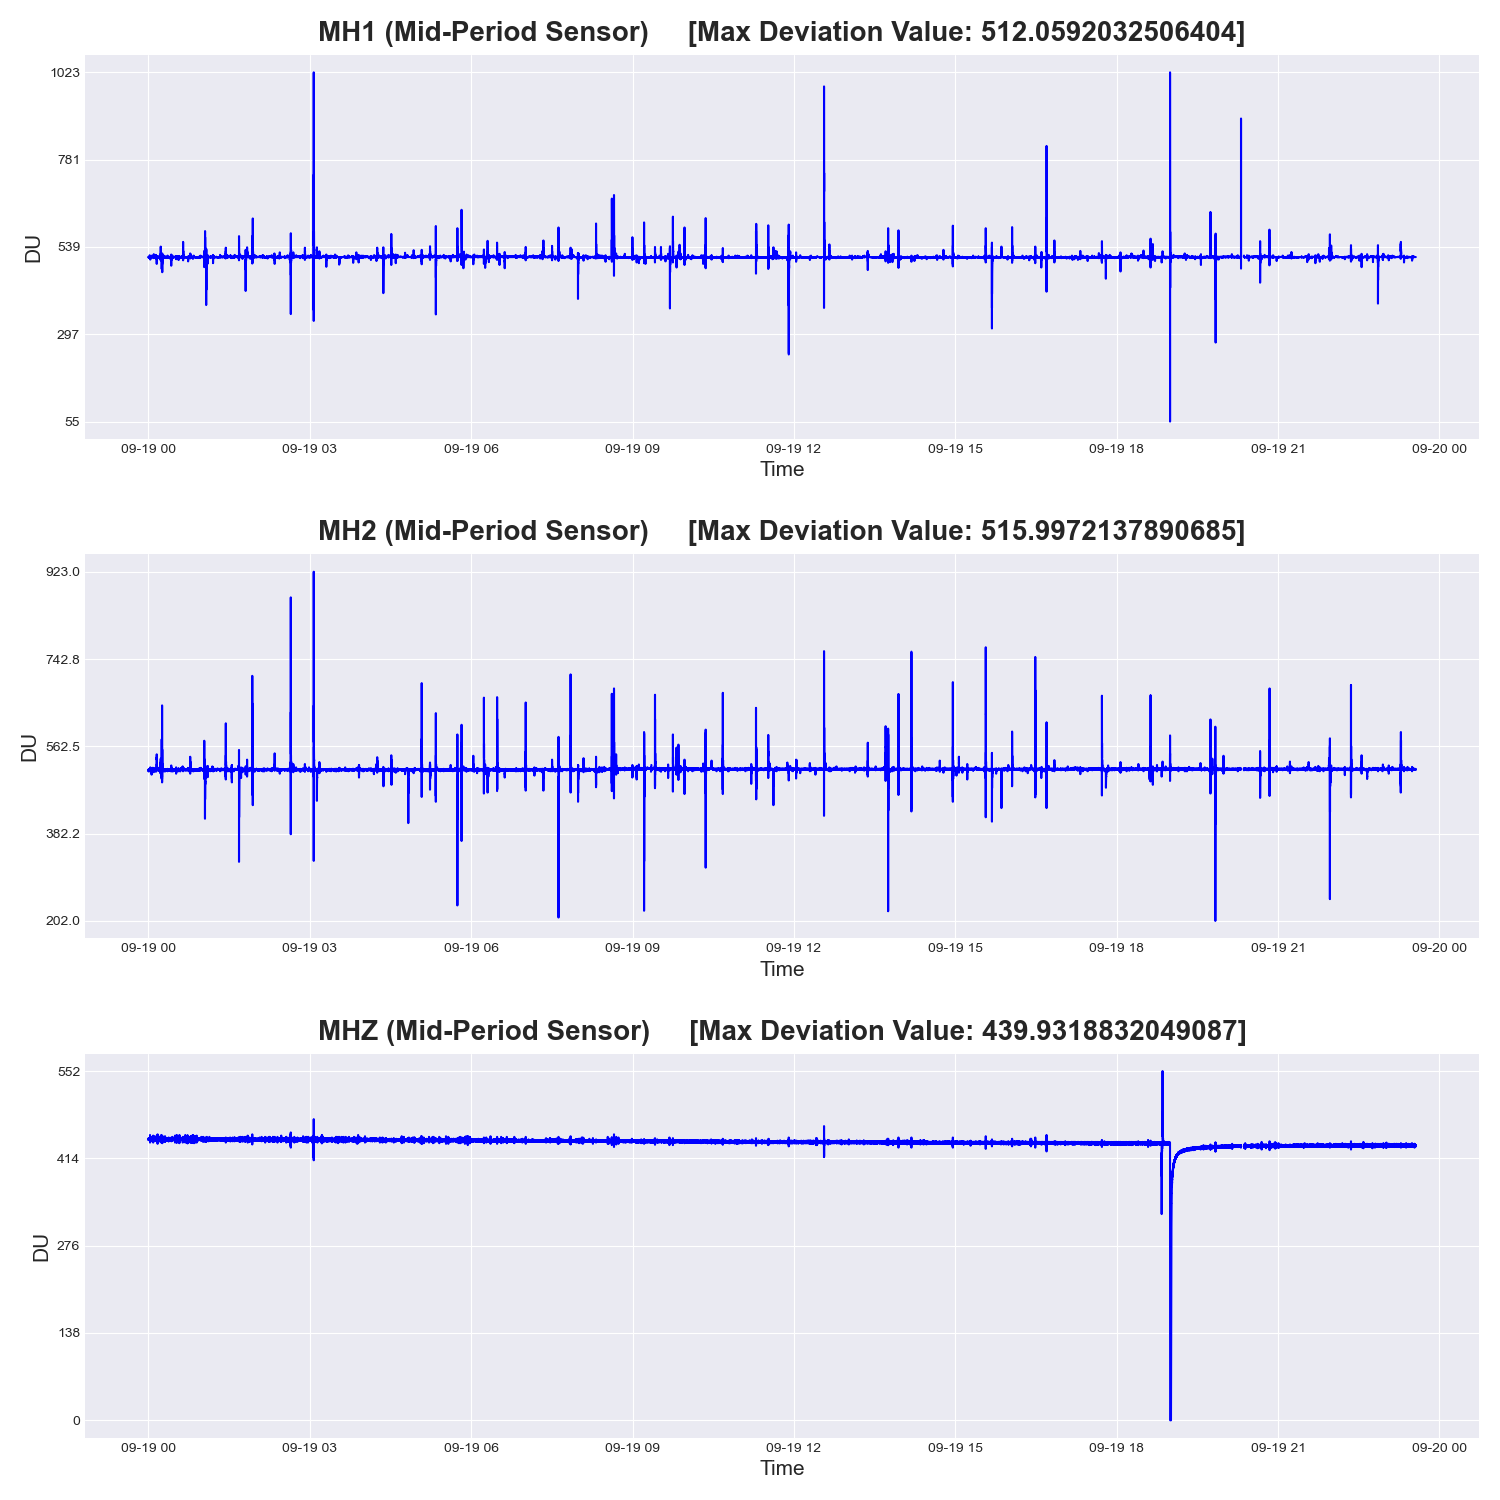 MH1 (Mid-Period Sensor) [Max Deviation Value: 512.0592032506404]
1023
781
539
297
55
DU
09-19 00 09-19 03 09-19 06 09-19 09 09-19 12 09-19 15 09-19 18 09-19 21 09-20 00
Time
MH2 (Mid-Period Sensor) [Max Deviation Value: 515.9972137890685]
923.0
742.8
562.5
382.2
202.0
DU
09-19 00 09-19 03 09-19 06 09-19 09 09-19 12 09-19 15 09-19 18 09-19 21 09-20 00
Time
MHZ (Mid-Period Sensor) [Max Deviation Value: 439.9318832049087]
552
414
276
138
0
DU
09-19 00 09-19 03 09-19 06 09-19 09 09-19 12 09-19 15 09-19 18 09-19 21 09-20 00
Time